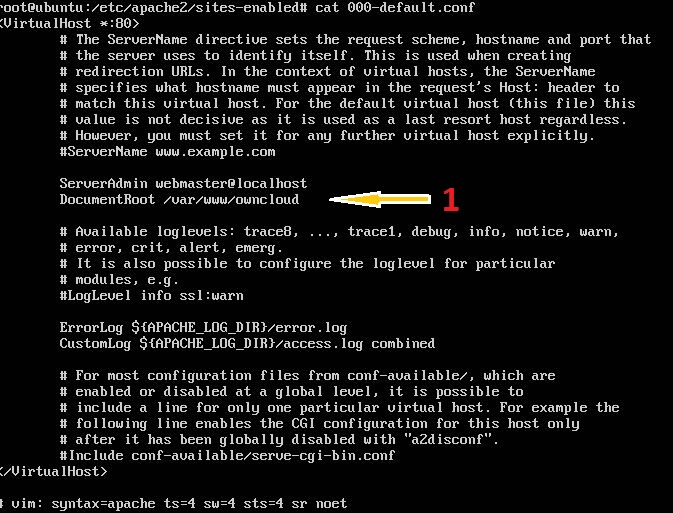 root@ubuntu:/etc/apache2/sites-enabled# cat 000-default.conf
<VirtualHost *:80>
# The ServerName directive sets the request scheme, hostname and port that
# the server uses to identify itself. This is used when creating
# redirection URLs. In the context of virtual hosts, the ServerName
# specifies what hostname must appear in the request's Host: header to
# match this virtual host. For the default virtual host (this file) this
# value is not decisive as it is used as a last resort host regardless.
# However, you must set it for any further virtual host explicitly.
#ServerName www.example.com
ServerAdmin webmaster@localhost
DocumentRoot /var/www/owncloud 1
# Available loglevels: trace8, ..., trace1, debug, info, notice, warn,
# error, crit, alert, emerg.
# It is also possible to configure the loglevel for particular
# modules, e.g.
#LogLevel info ssl:warn
ErrorLog ${APACHE_LOG_DIR}/error.log
CustomLog ${APACHE_LOG_DIR}/access.log combined
# For most configuration files from conf-available/, which are
# enabled or disabled at a global level, it is possible to
# include a line for only one particular virtual host. For example the
# following line enables the CGI configuration for this host only
# after it has been globally disabled with "a2disconf".
#Include conf-available/serve-cgi-bin.conf
</VirtualHost>
# vim: syntax=apache ts=4 sw=4 sts=4 sr noet